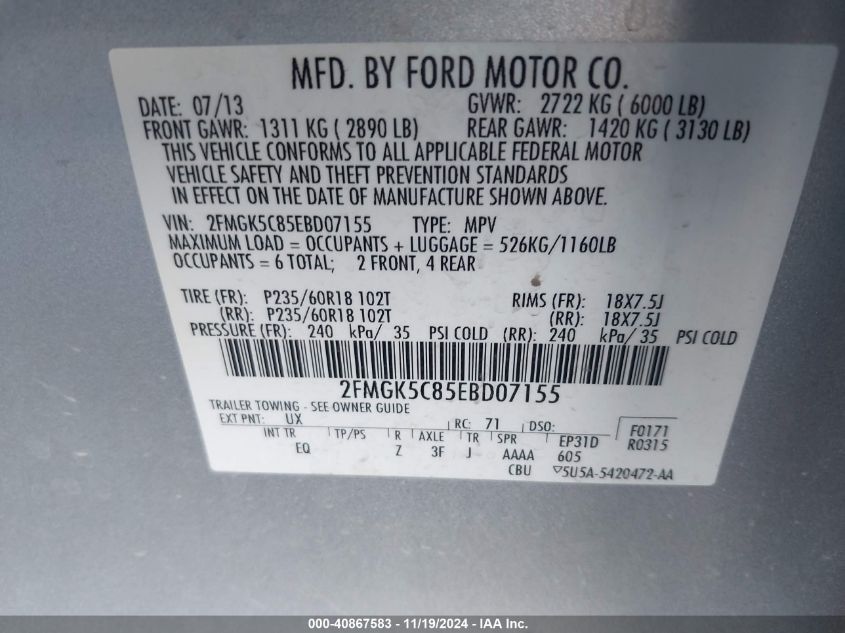 MFD. BY FORD MOTOR CO.
DATE: 07/13 GVWR: 2722 KG ( 6000 LB)
FRONT GAWR: 1311 KG ( 2890 LB) REAR GAWR: 1420 KG ( 3130 LB)
THIS VEHICLE CONFORMS TO ALL APPLICABLE FEDERAL MOTOR
VEHICLE SAFETY AND THEFT PREVENTION STANDARDS
IN EFFECT ON THE DATE OF MANUFACTURE SHOWN ABOVE.
VIN: 2FMGK5C85EBD07155 TYPE: MPV
MAXIMUM LOAD = OCCUPANTS + LUGGAGE = 526KG/1160LB
OCCUPANTS = 6 TOTAL; 2 FRONT, 4 REAR
TIRE (FR): P235/60R18 102T RIMS (FR): 18X7.5J
(RR): P235/60R18 102T (RR): 18X7.5J
PRESSURE (FR): 240 kPa/ 35 PSI COLD (RR): 240 kPa/ 35 PSI COLD
2FMGK5C85EBD07155
TRAILER TOWING - SEE OWNER GUIDE
EXT PNT: UX RC: 71 DSO: F0171
INT TR TP/PS R AXLE TR SPR EP31D R0315
EQ Z 3F J AAAA 605
CBU 5U5A-5420472-AA
000-40867583 - 11/19/2024 - IAA Inc.